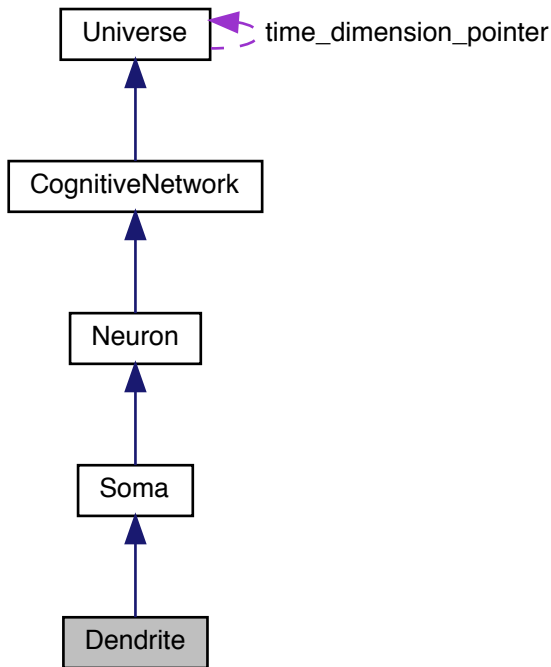 Universe
time_dimension_pointer
CognitiveNetwork
Neuron
Soma
Dendrite